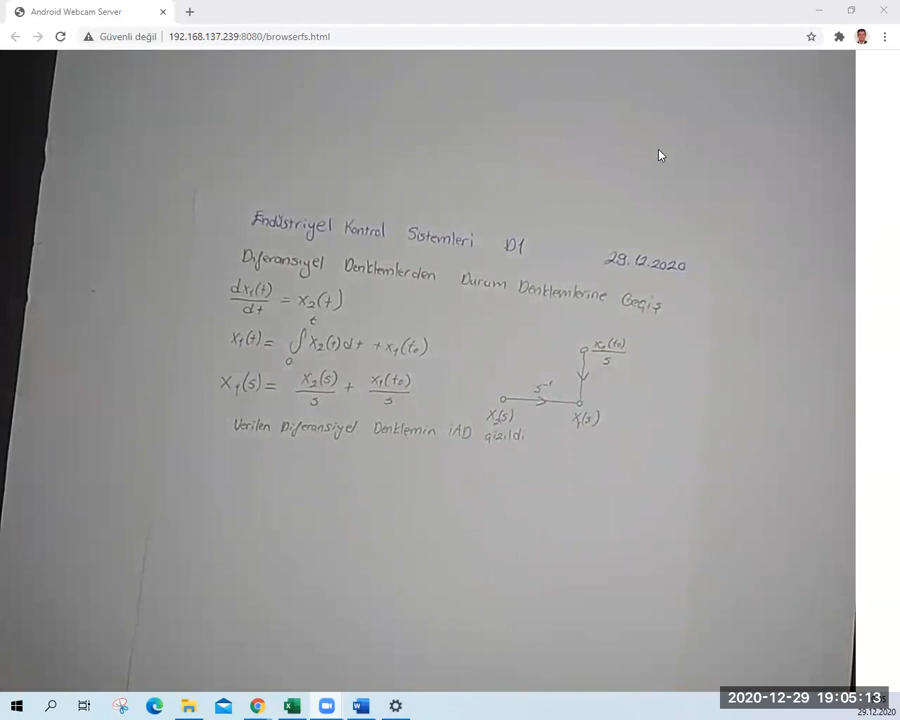 Android Webcam Server
Güvenli değil
192.168.137.239:8080/browserfs.html
Endüstriyel Kontrol Sistemleri D1
29.12.2020
Diferansiyel Denklemlerden Durum Denklemlerine Geçiş
dx₁(t)/dt = x₂(t)
x₁(t) = ∫₀ᵗ x₂(t)dt + x₁(t₀)
X₁(s) = X₂(s)/s + x₁(t₀)/s
x₀(t₀)/s
s⁻¹
X₂(s) X₁(s)
Verilen Diferansiyel Denklemin iAD çizildi
2020-12-29 19:05:13
29.12.2020